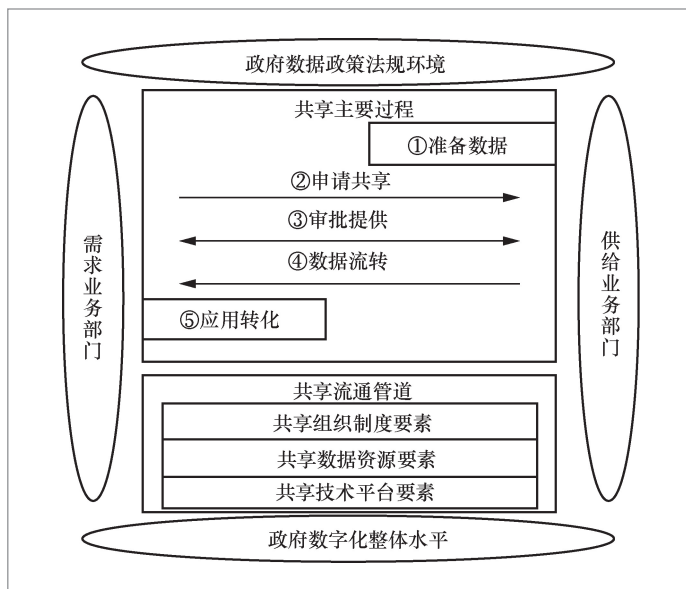 政府数据政策法规环境
需求业务部门
共享主要过程
①准备数据
②申请共享
③审批提供
④数据流转
⑤应用转化
供给业务部门
共享流通管道
共享组织制度要素
共享数据资源要素
共享技术平台要素
政府数字化整体水平